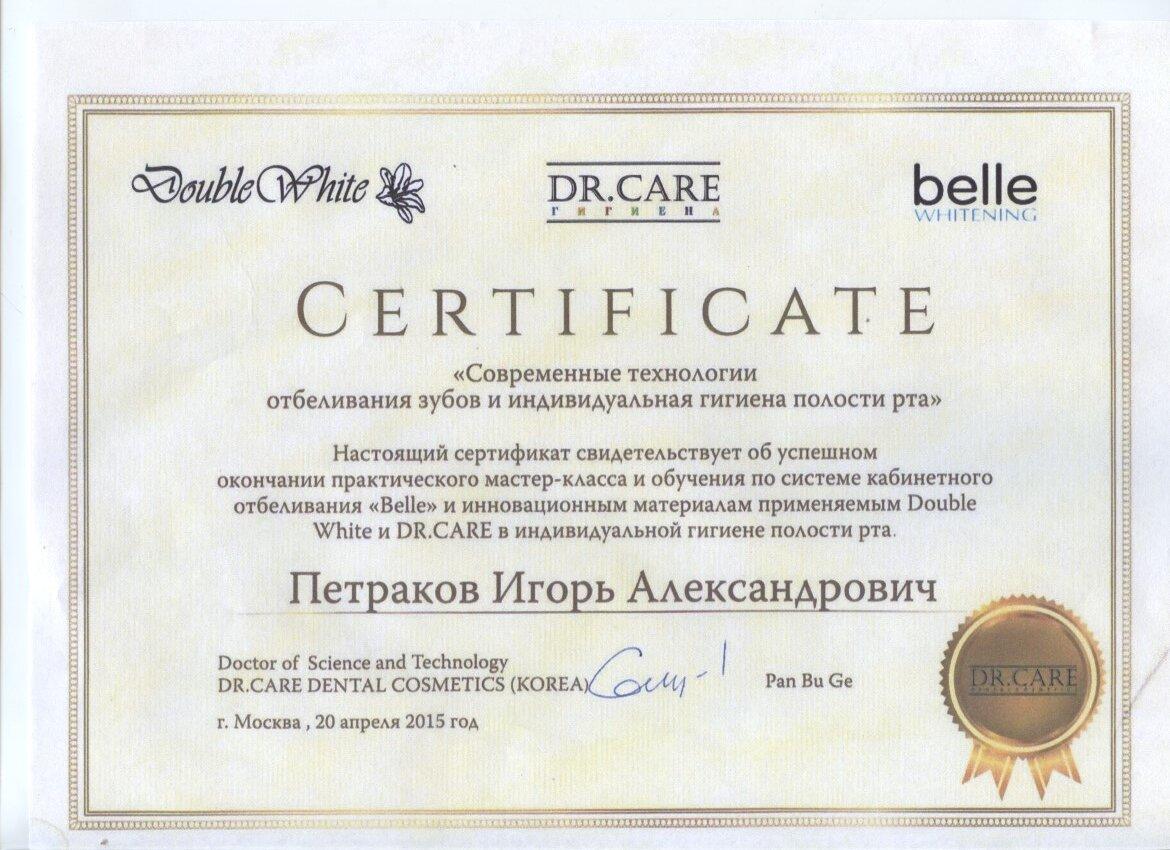 Double White
DR.CARE
ГИГИЕНА
belle
WHITENING
CERTIFICATE
«Современные технологии
отбеливания зубов и индивидуальная гигиена полости рта»
Настоящий сертификат свидетельствует об успешном
окончании практического мастер-класса и обучения по системе кабинетного
отбеливания «Belle» и инновационным материалам применяемым Double
White и DR.CARE в индивидуальной гигиене полости рта.
Петраков Игорь Александрович
Doctor of Science and Technology
DR.CARE DENTAL COSMETICS (KOREA)
Pan Bu Ge
г. Москва , 20 апреля 2015 год
DR.CARE